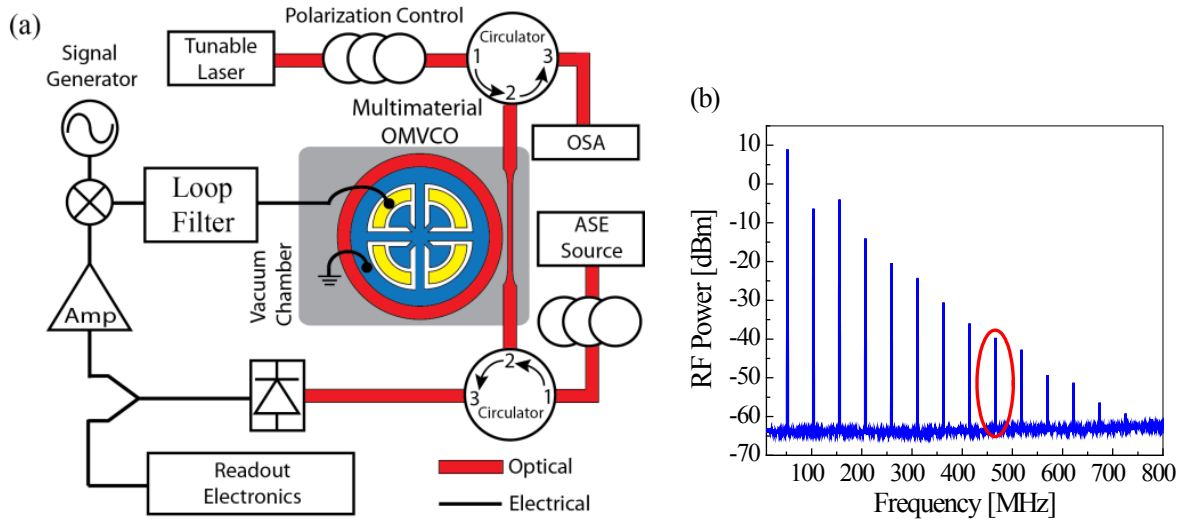 (a)
Polarization Control
Tunable
Laser
Circulator
1
3
2
Signal
Generator
Multimaterial
OMVCO
OSA
Loop
Filter
ASE
Source
Vacuum
Chamber
Amp
2
3
1
Circulator
Readout
Electronics
Optical
Electrical
(b)
RF Power [dBm]
10
0
-10
-20
-30
-40
-50
-60
-70
100 200 300 400 500 600 700 800
Frequency [MHz]